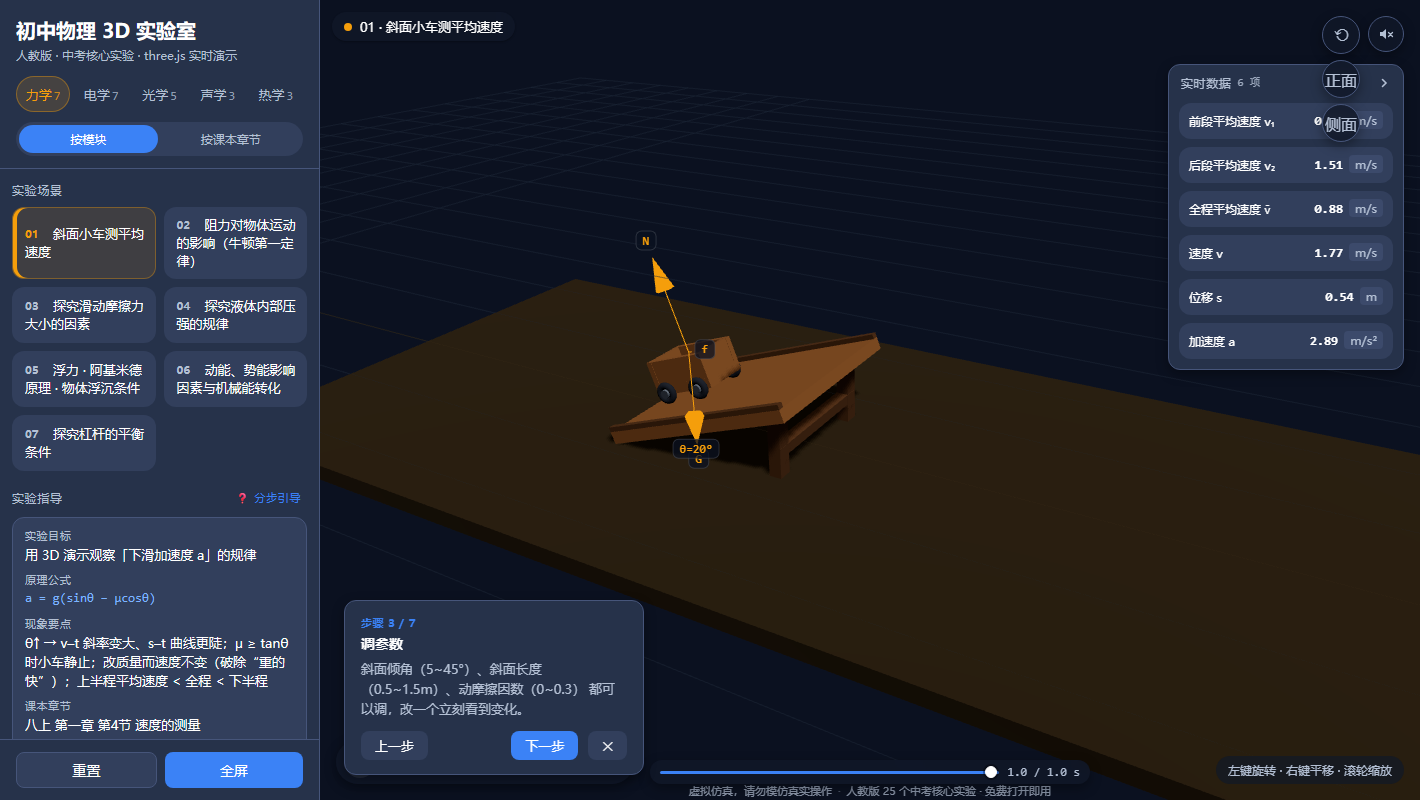 初中物理 3D 实验室
人教版 · 中考核心实验 · three.js 实时演示
力学 7
电学 7
光学 5
声学 3
热学 3
按模块
按课本章节
实验场景
01 斜面小车测平均
速度
02 阻力对物体运动
的影响（牛顿第一定
律）
03 探究滑动摩擦力
大小的因素
04 探究液体内部压
强的规律
05 浮力 · 阿基米德
原理 · 物体浮沉条件
06 动能、势能影响
因素与机械能转化
07 探究杠杆的平衡
条件
实验指导
❓ 分步引导
实验目标
用 3D 演示观察「下滑加速度 a」的规律
原理公式
a = g(sinθ − μcosθ)
现象要点
θ↑ → v–t 斜率变大、s–t 曲线更陡；μ ≥ tanθ
时小车静止；改质量而速度不变（破除“重的
快”）；上半程平均速度 < 全程 < 下半程
课本章节
八上 第一章 第4节 速度的测量
重置
全屏
01 · 斜面小车测平均速度
N
f
θ=20°
G
正面
侧面
实时数据 6 项
前段平均速度 v₁ 0 m/s
后段平均速度 v₂ 1.51 m/s
全程平均速度 v̄ 0.88 m/s
速度 v 1.77 m/s
位移 s 0.54 m
加速度 a 2.89 m/s²
步骤 3 / 7
调参数
斜面倾角（5~45°）、斜面长度
（0.5~1.5m）、动摩擦因数（0~0.3） 都可
以调，改一个立刻看到变化。
上一步
下一步
✕
1.0 / 1.0 s
虚拟仿真，请勿模仿真实操作 · 人教版 25 个中考核心实验 · 免费打开即用
左键旋转 · 右键平移 · 滚轮缩放